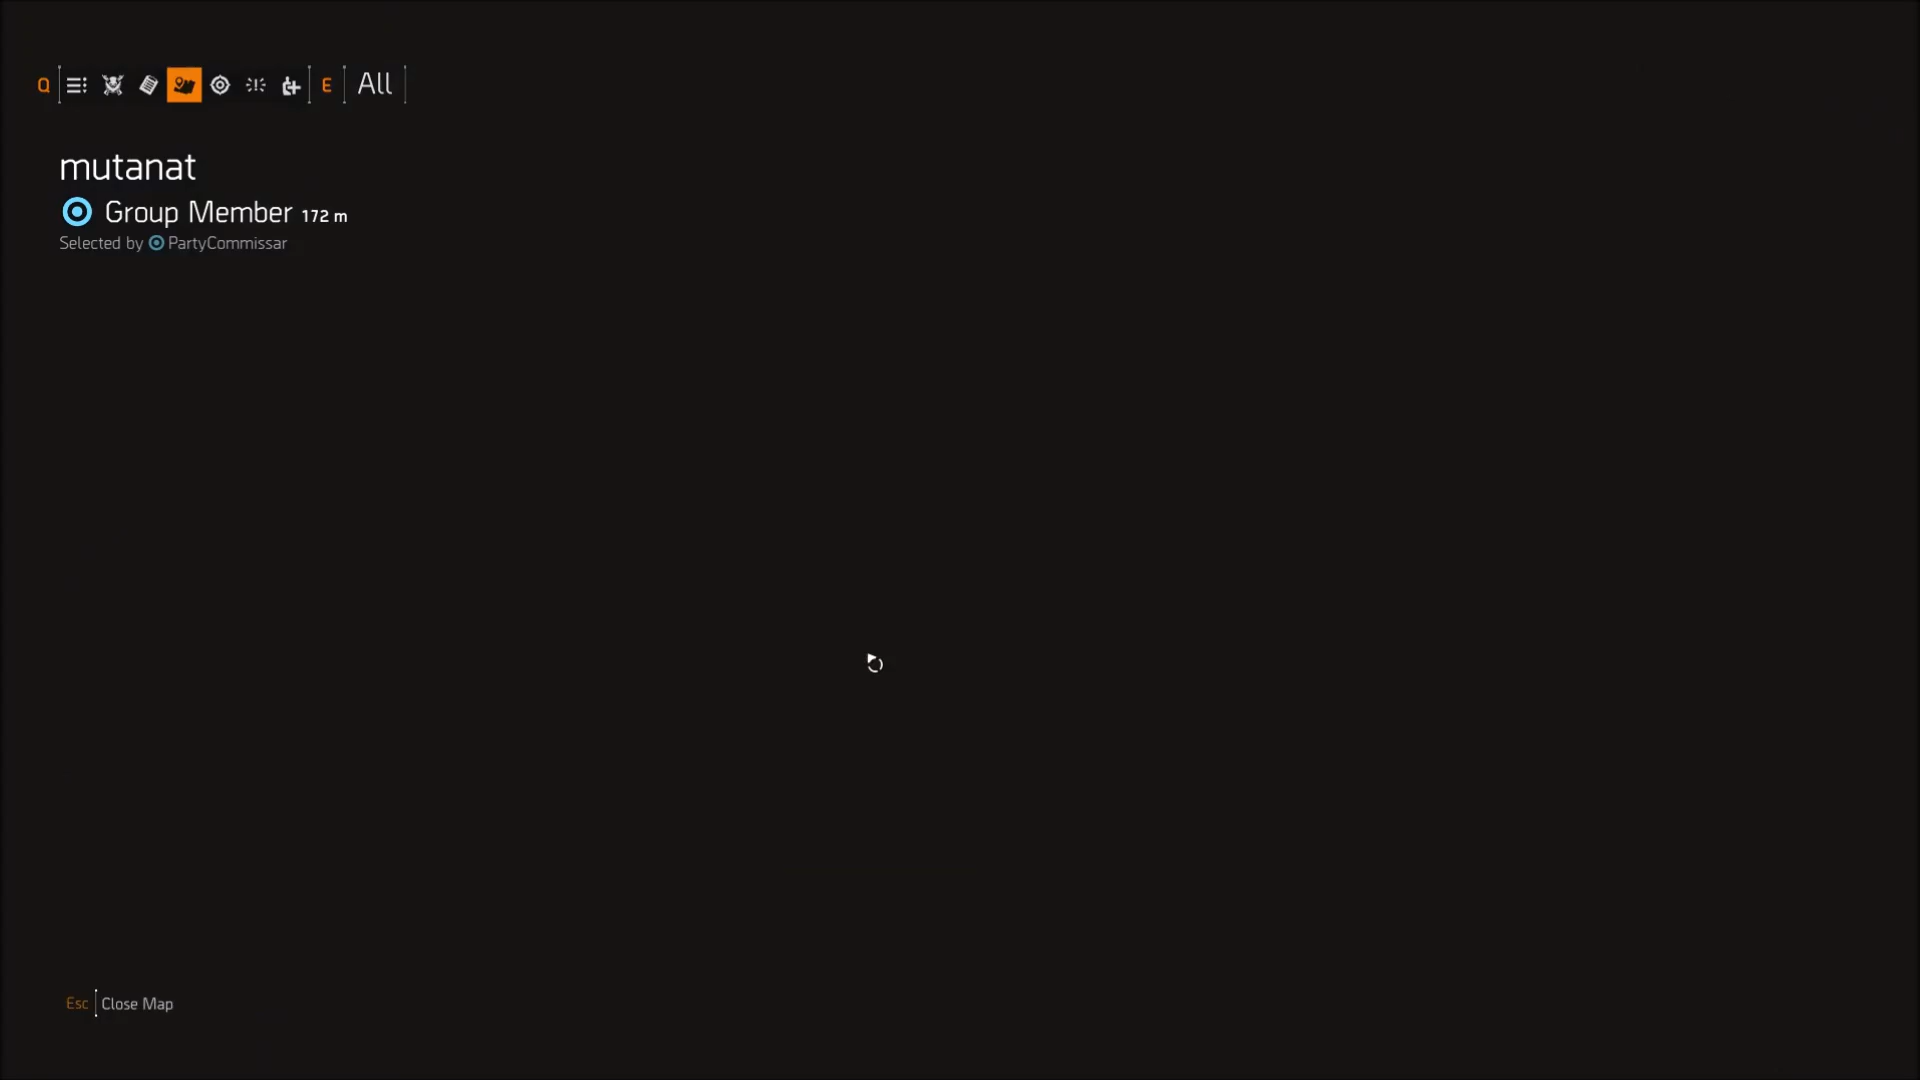 Q E All
mutanat
Group Member 172 m
Selected by PartyCommissar
Esc Close Map